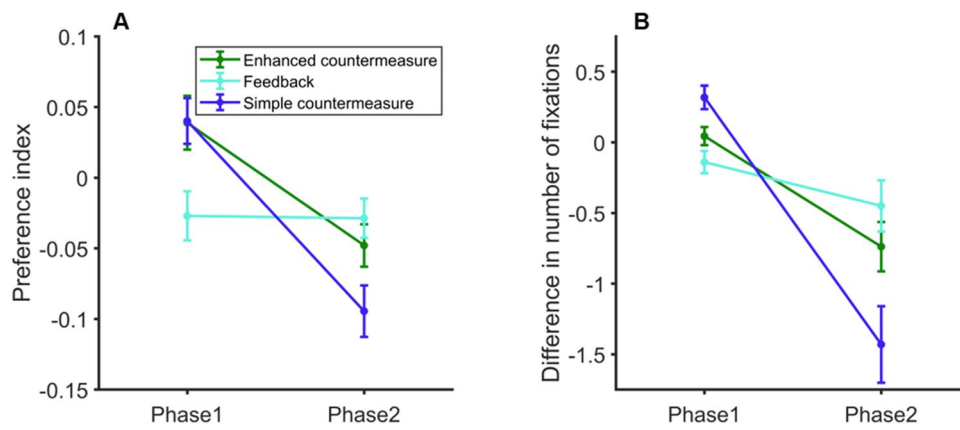 A
Preference index
0.1
0.05
0
-0.05
-0.1
-0.15
Enhanced countermeasure
Feedback
Simple countermeasure
Phase1
Phase2
B
Difference in number of fixations
0.5
0
-0.5
-1
-1.5
Phase1
Phase2